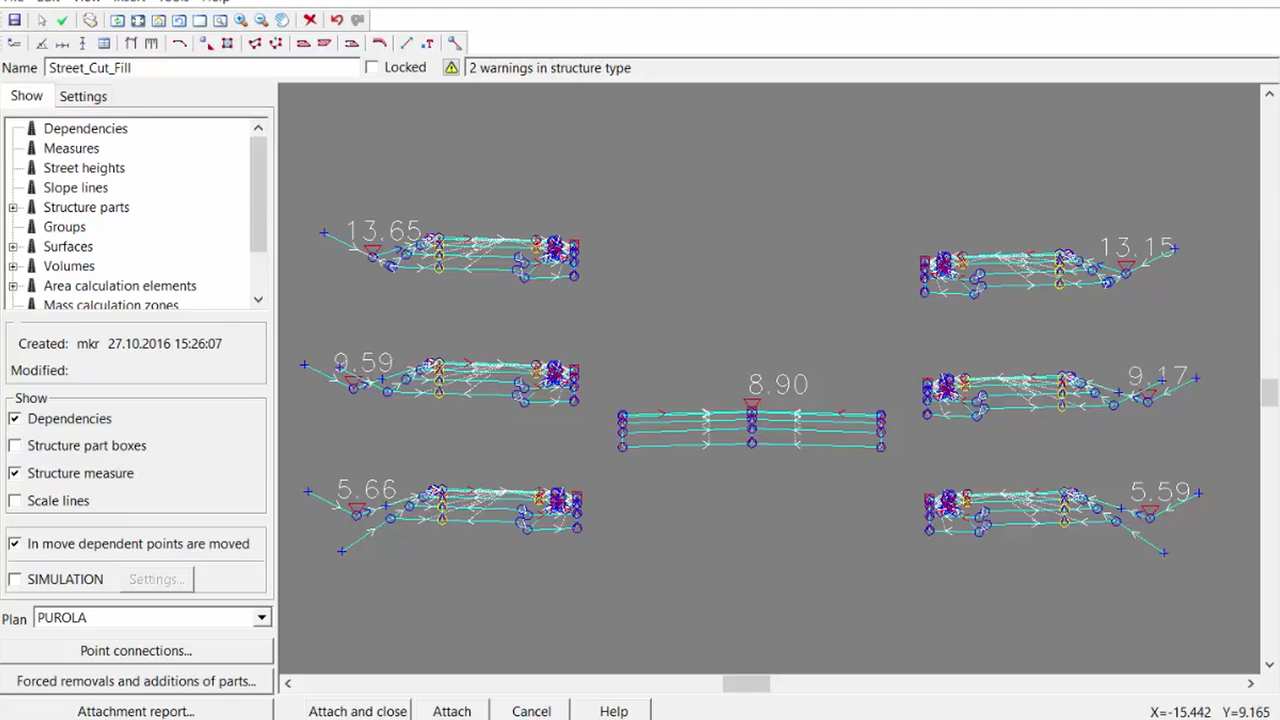 Name Street_Cut_Fill Locked 2 warnings in structure type
Show Settings
Dependencies
Measures
Street heights
Slope lines
Structure parts
Groups
Surfaces
Volumes
Area calculation elements
Mass calculation zones
Created: mkr 27.10.2016 15:26:07
Modified:
Show
Dependencies
Structure part boxes
Structure measure
Scale lines
In move dependent points are moved
SIMULATION Settings...
Plan PUROLA
Point connections...
Forced removals and additions of parts...
Attachment report...
13.65
13.15
9.59
9.17
8.90
5.66
5.59
Attach and close Attach Cancel Help X=-15.442 Y=9.165